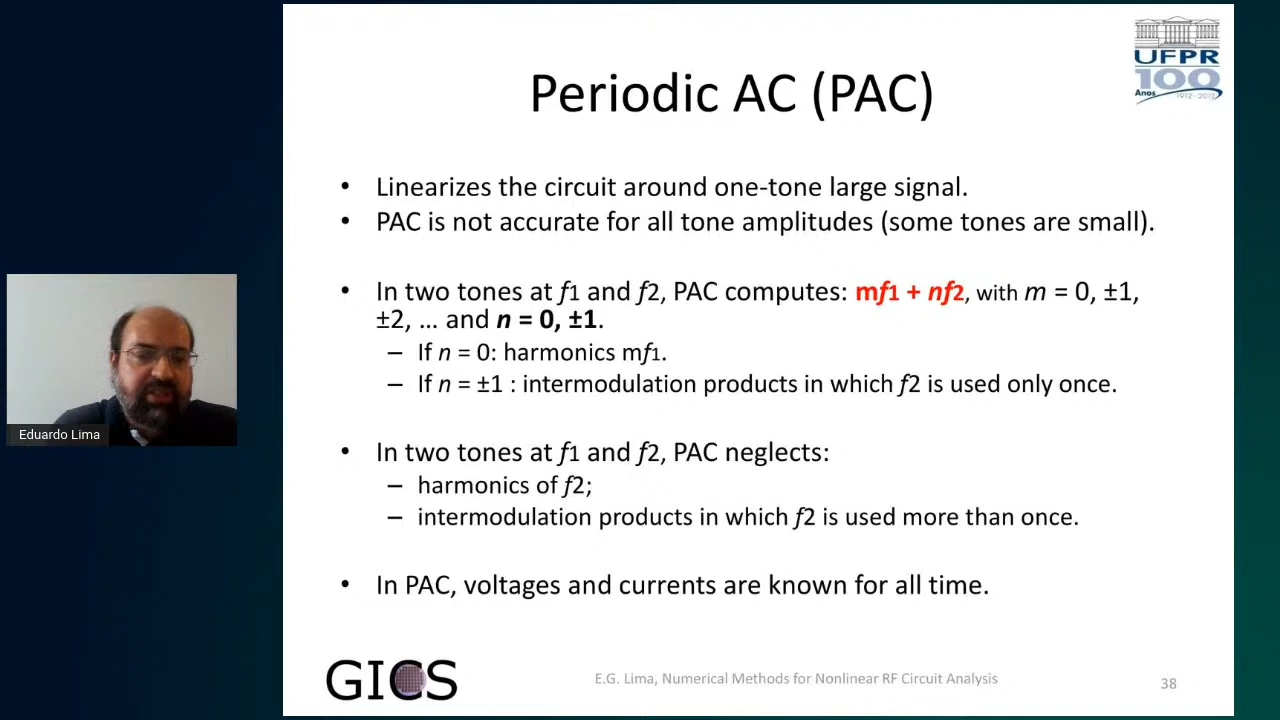 UFPR
100
Anos
1912-2012
Periodic AC (PAC)
• Linearizes the circuit around one-tone large signal.
• PAC is not accurate for all tone amplitudes (some tones are small).
• In two tones at f1 and f2, PAC computes: mf1 + nf2, with m = 0, ±1,
±2, … and n = 0, ±1.
– If n = 0: harmonics mf1.
– If n = ±1 : intermodulation products in which f2 is used only once.
Eduardo Lima
• In two tones at f1 and f2, PAC neglects:
– harmonics of f2;
– intermodulation products in which f2 is used more than once.
• In PAC, voltages and currents are known for all time.
GICS
E.G. Lima, Numerical Methods for Nonlinear RF Circuit Analysis
38